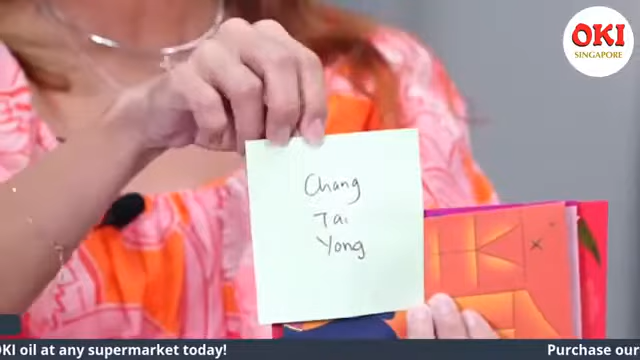 OKI
SINGAPORE
Chang
Tai
Yong
OKI oil at any supermarket today!
Purchase our